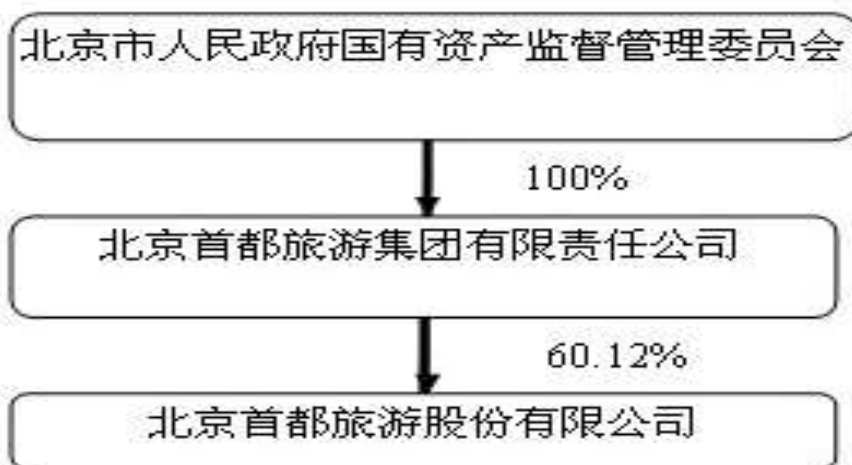 北京市人民政府国有资产监督管理委员会
100%
北京首都旅游集团有限责任公司
60.12%
北京首都旅游股份有限公司